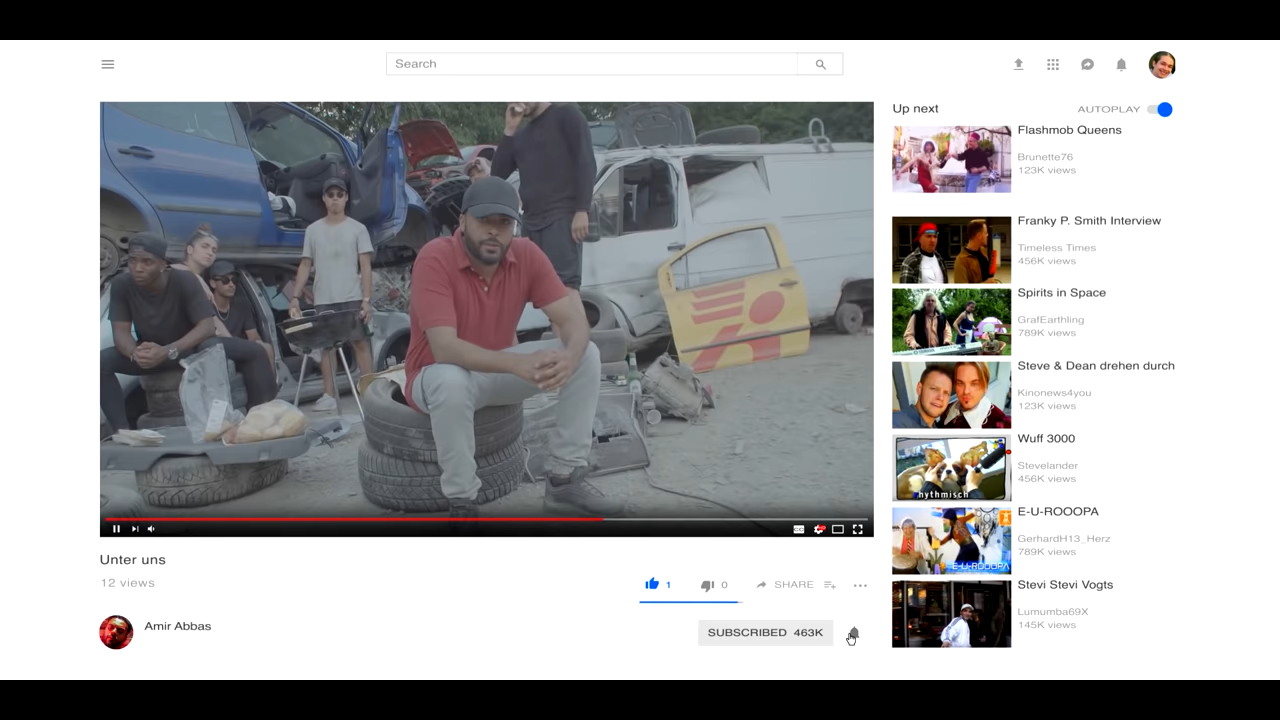 Search
Unter uns
12 views
1
0
SHARE
Amir Abbas
SUBSCRIBED 463K
Up next
AUTOPLAY
Flashmob Queens
Brunette76
123K views
Franky P. Smith Interview
Timeless Times
456K views
Spirits in Space
GrafEarthling
789K views
Steve & Dean drehen durch
Kinonews4you
123K views
hythmisch
Wuff 3000
Stevelander
456K views
E-U-ROOOPA
E-U-ROOOPA
GerhardH13_Herz
789K views
Stevi Stevi Vogts
Lumumba69X
145K views